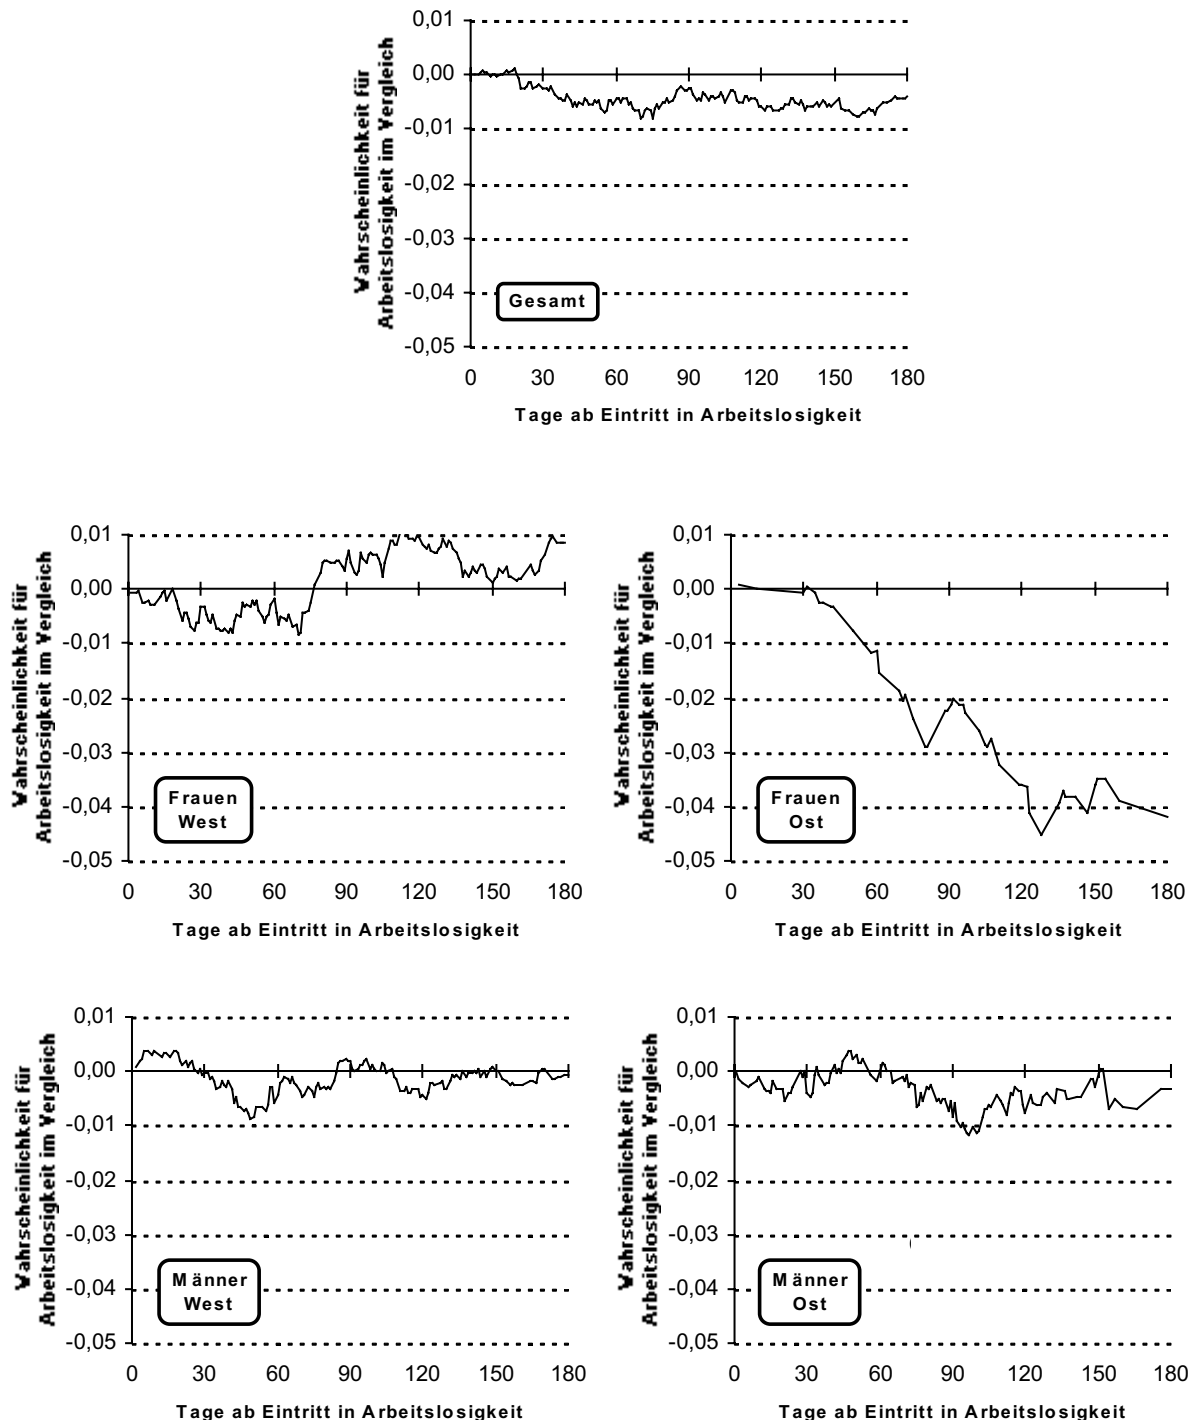 Wahrscheinlichkeit für
Arbeitslosigkeit im Vergleich
0,01
0,00
-0,01
-0,02
-0,03
-0,04
-0,05
Gesamt
0 30 60 90 120 150 180
Tage ab Eintritt in Arbeitslosigkeit
Wahrscheinlichkeit für
Arbeitslosigkeit im Vergleich
0,01
0,00
-0,01
-0,02
-0,03
-0,04
-0,05
Frauen
West
0 30 60 90 120 150 180
Tage ab Eintritt in Arbeitslosigkeit
Wahrscheinlichkeit für
Arbeitslosigkeit im Vergleich
0,01
0,00
-0,01
-0,02
-0,03
-0,04
-0,05
Frauen
Ost
0 30 60 90 120 150 180
Tage ab Eintritt in Arbeitslosigkeit
Wahrscheinlichkeit für
Arbeitslosigkeit im Vergleich
0,01
0,00
-0,01
-0,02
-0,03
-0,04
-0,05
Männer
West
0 30 60 90 120 150 180
Tage ab Eintritt in Arbeitslosigkeit
Wahrscheinlichkeit für
Arbeitslosigkeit im Vergleich
0,01
0,00
-0,01
-0,02
-0,03
-0,04
-0,05
Männer
Ost
0 30 60 90 120 150 180
Tage ab Eintritt in Arbeitslosigkeit